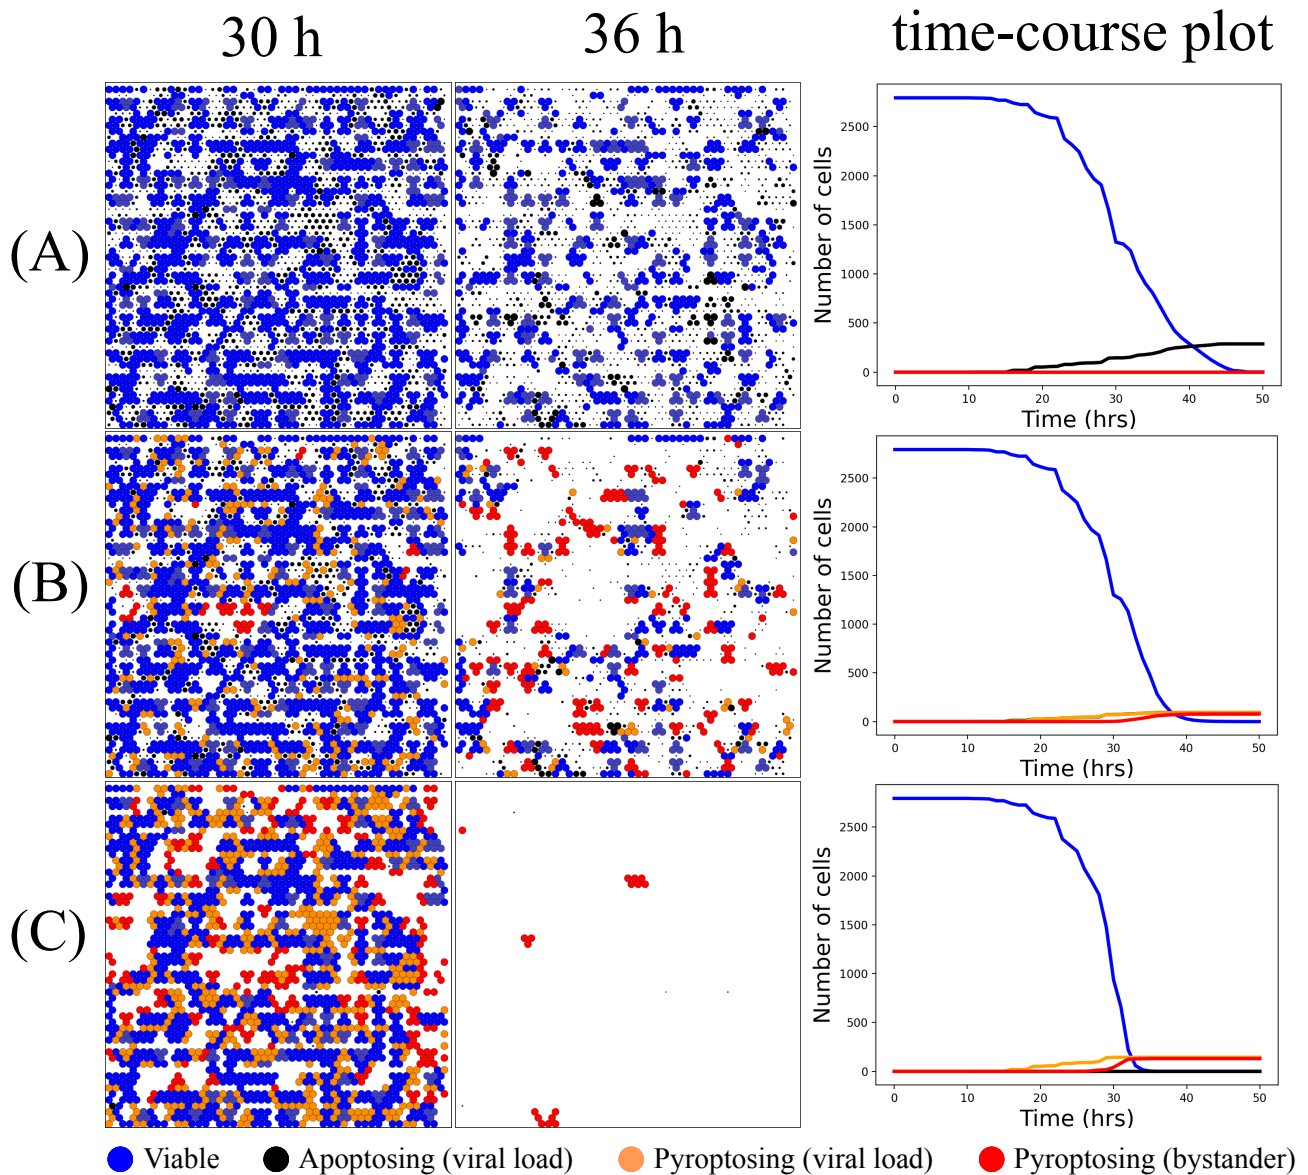 30 h
36 h
time-course plot
(A)
Number of cells
2500
2000
1500
1000
500
0
0
10
20
30
40
50
Time (hrs)
(B)
Number of cells
2500
2000
1500
1000
500
0
0
10
20
30
40
50
Time (hrs)
(C)
Number of cells
2500
2000
1500
1000
500
0
0
10
20
30
40
50
Time (hrs)
Viable
Apoptosing (viral load)
Pyroptosing (viral load)
Pyroptosing (bystander)